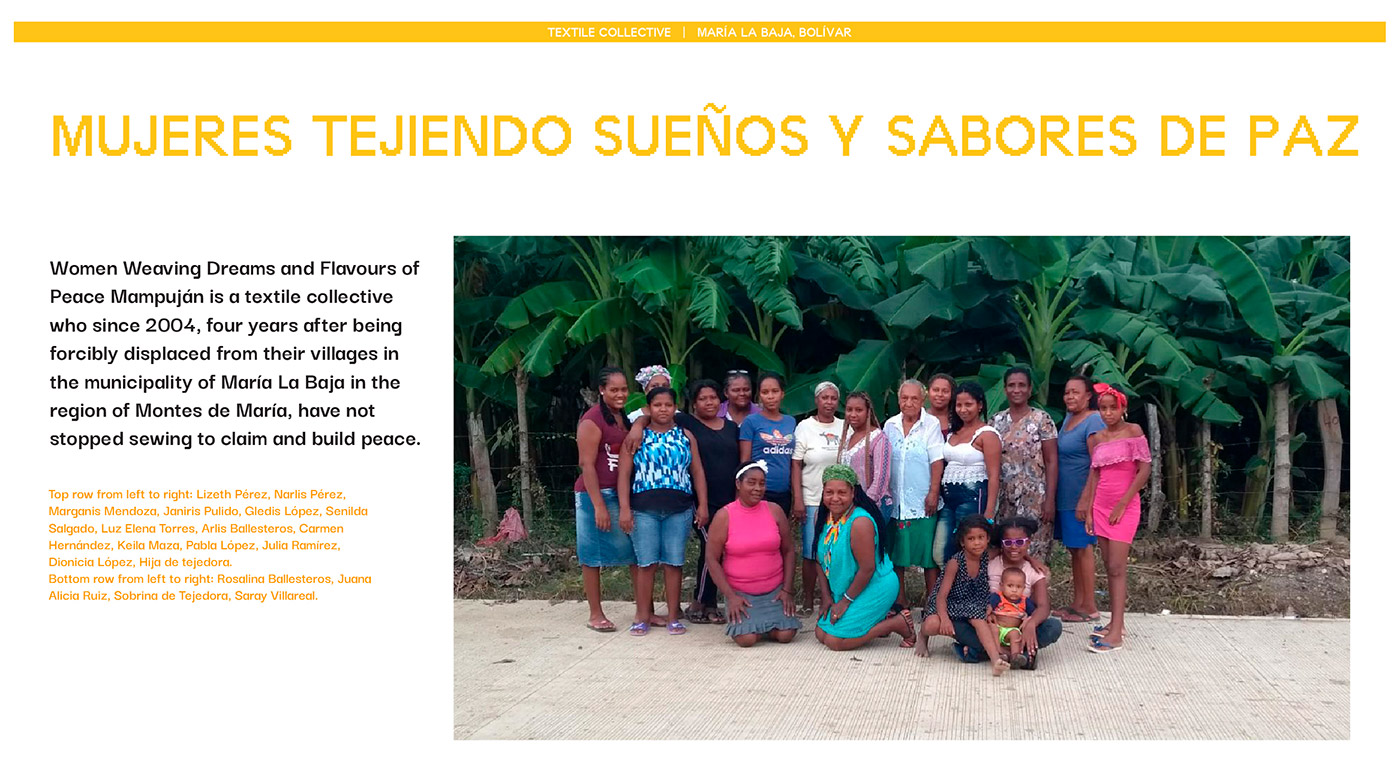 TEXTILE COLLECTIVE | MARÍA LA BAJA, BOLÍVAR
MUJERES TEJIENDO SUEÑOS Y SABORES DE PAZ
Women Weaving Dreams and Flavours of
Peace Mampuján is a textile collective
who since 2004, four years after being
forcibly displaced from their villages in
the municipality of María La Baja in the
region of Montes de María, have not
stopped sewing to claim and build peace.
Top row from left to right: Lizeth Pérez, Narlis Pérez,
Marganis Mendoza, Janiris Pulido, Gledis López, Senilda
Salgado, Luz Elena Torres, Arlis Ballesteros, Carmen
Hernández, Keila Maza, Pabla López, Julia Ramírez,
Dionicia López, Hija de tejedora.
Bottom row from left to right: Rosalina Ballesteros, Juana
Alicia Ruiz, Sobrina de Tejedora, Saray Villareal.
adidas